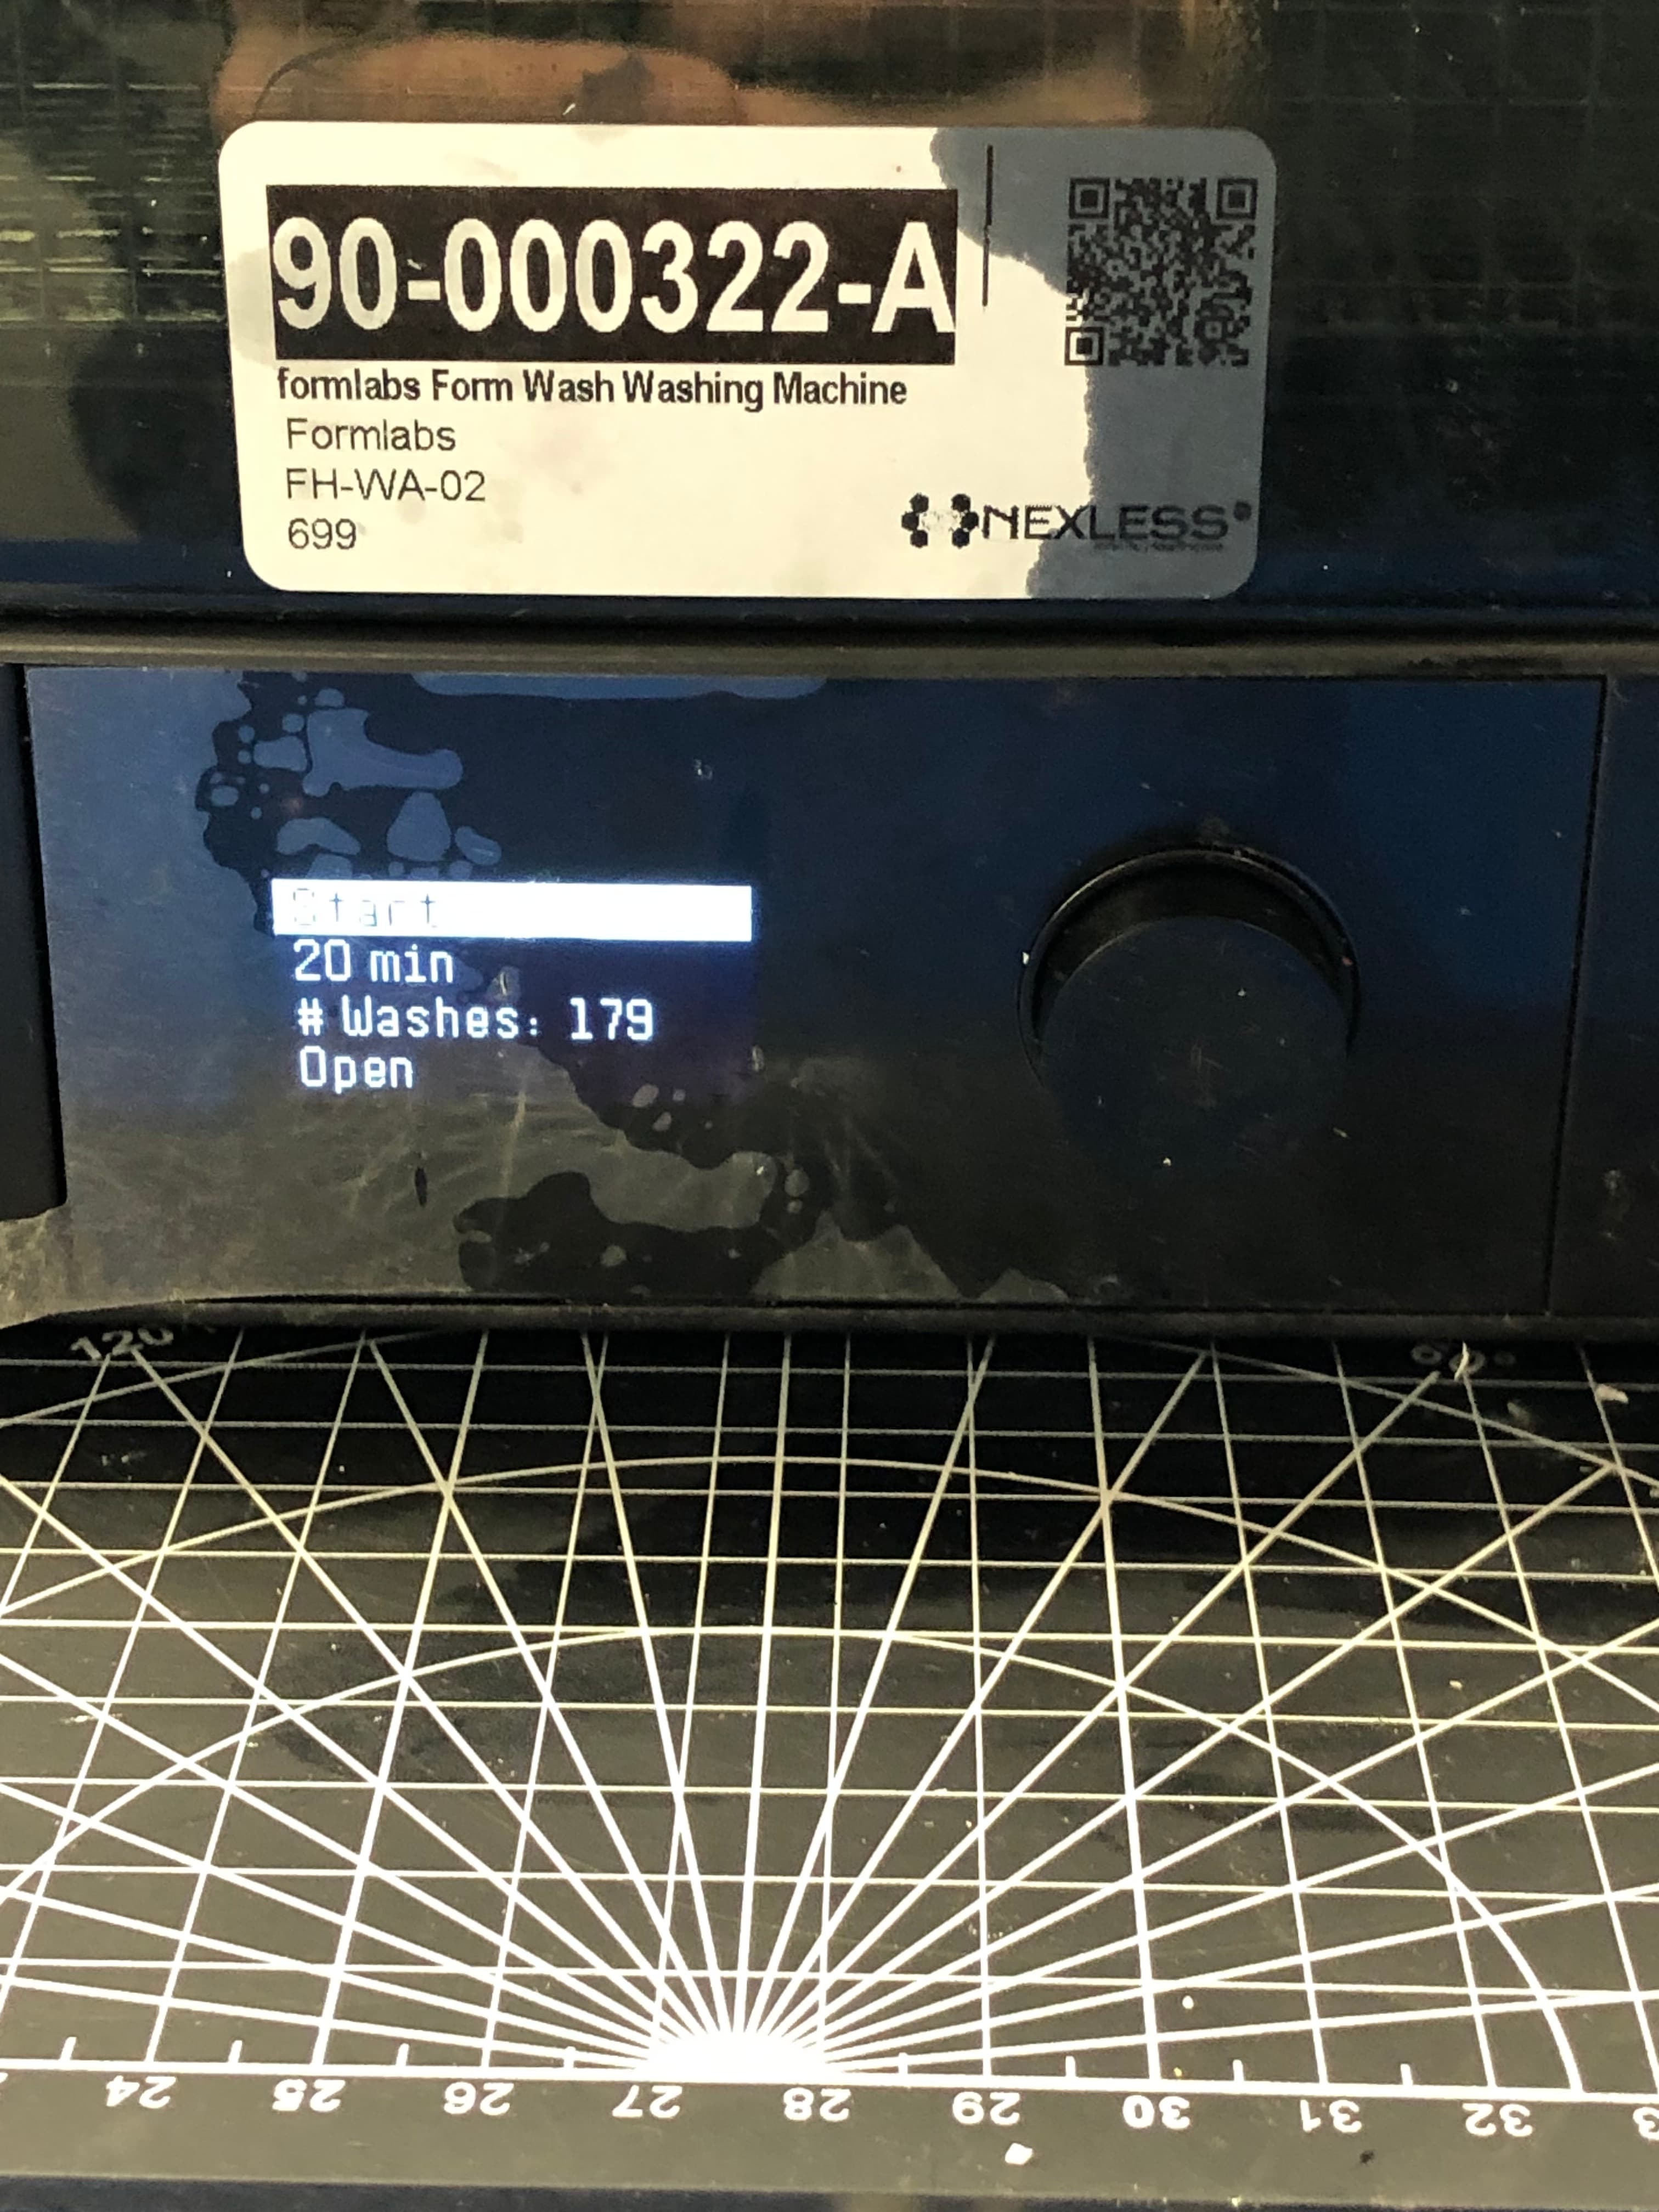 90-000322-A
formlabs Form Wash Washing Machine
Formlabs
FH-WA-02
699
NEXLESS
Start
20 min
# Washes: 179
Open
120
60°
24 25 26 27 28 29 30 31 32